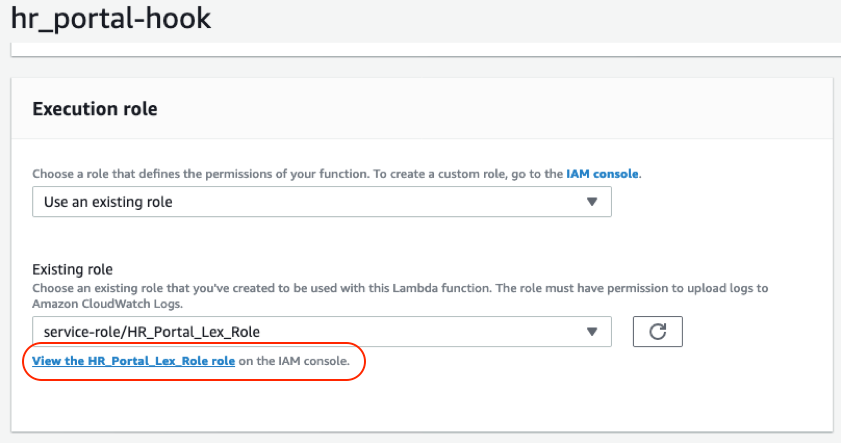 hr_portal-hook
Execution role
Choose a role that defines the permissions of your function. To create a custom role, go to the IAM console.
Use an existing role
Existing role
Choose an existing role that you've created to be used with this Lambda function. The role must have permission to upload logs to
Amazon CloudWatch Logs.
service-role/HR_Portal_Lex_Role
View the HR_Portal_Lex_Role role on the IAM console.